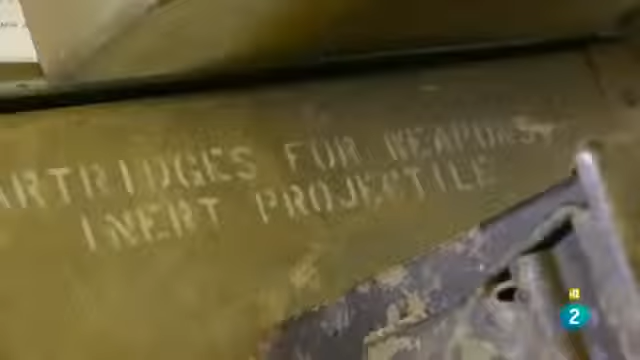 ARTRIDGES FOR WEAPONS,
INERT PROJECTILE
2